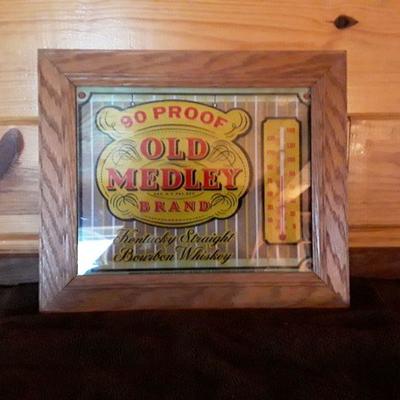 90 PROOF
OLD
MEDLEY
BRAND
Kentucky Straight
Bourbon Whiskey